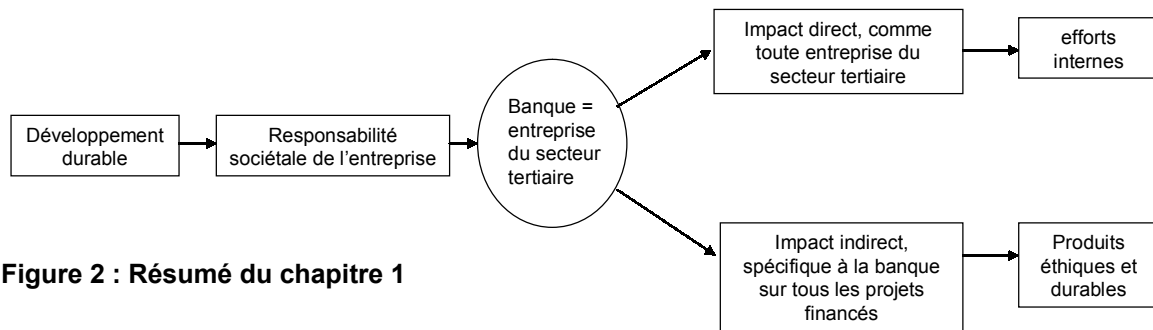 Développement
durable
Responsabilité
sociétale de l'entreprise
Banque =
entreprise
du secteur
tertiaire
Impact direct, comme
toute entreprise du
secteur tertiaire
efforts
internes
Impact indirect,
spécifique à la banque
sur tous les projets
financés
Produits
éthiques et
durables
Figure 2 : Résumé du chapitre 1